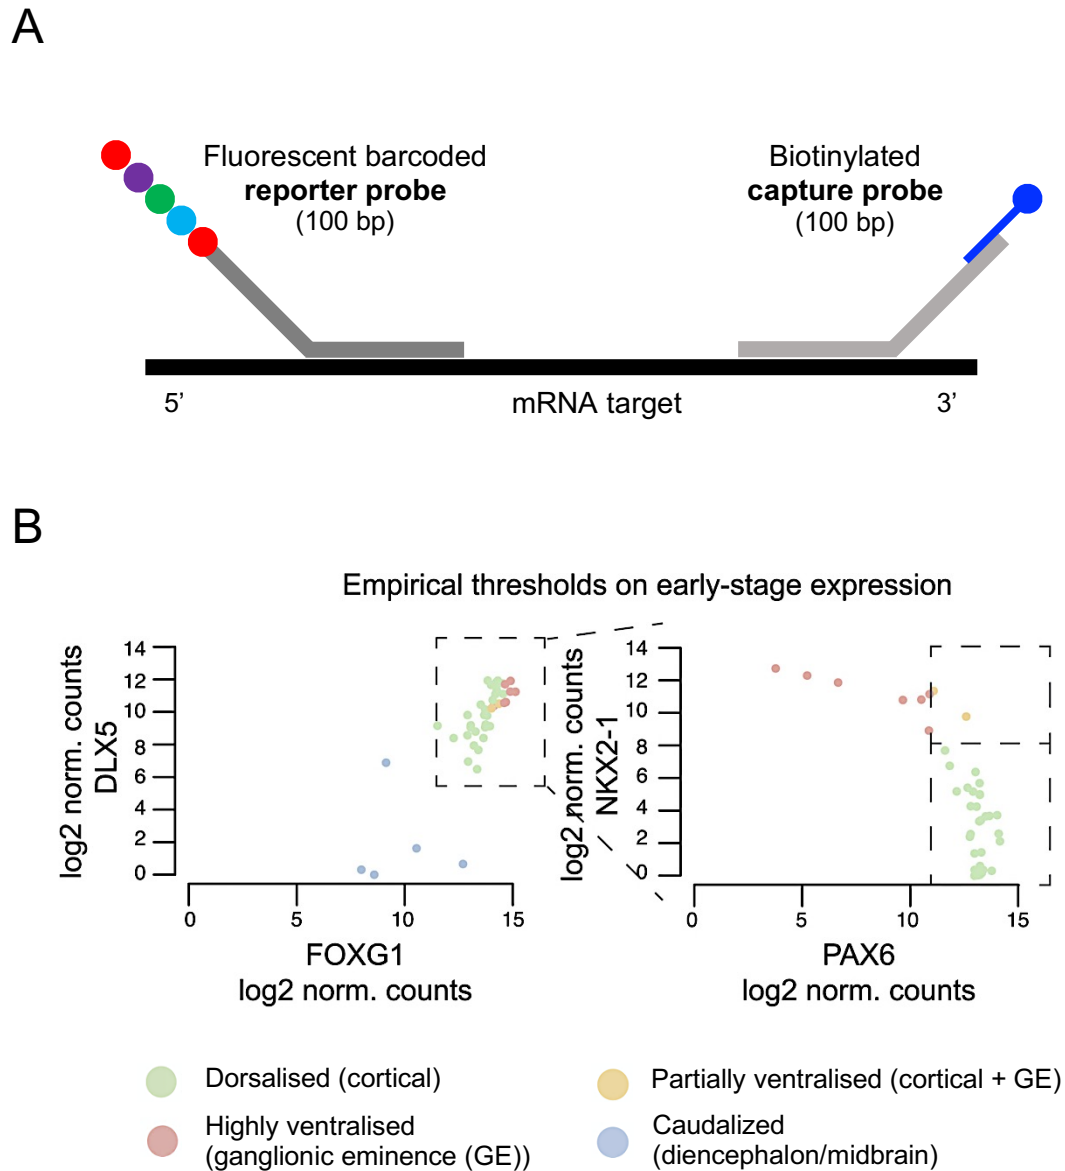 A
Fluorescent barcoded
reporter probe
(100 bp)
Biotinylated
capture probe
(100 bp)
5’
mRNA target
3’
B
Empirical thresholds on early-stage expression
log2 norm. counts
DLX5
14
12
10
8
6
4
2
0
0
5
10
15
FOXG1
log2 norm. counts
log2 norm. counts
NKX2-1
14
12
10
8
6
4
2
0
0
5
10
15
PAX6
log2 norm. counts
Dorsalised (cortical)
Highly ventralised
(ganglionic eminence (GE))
Partially ventralised (cortical + GE)
Caudalized
(diencephalon/midbrain)